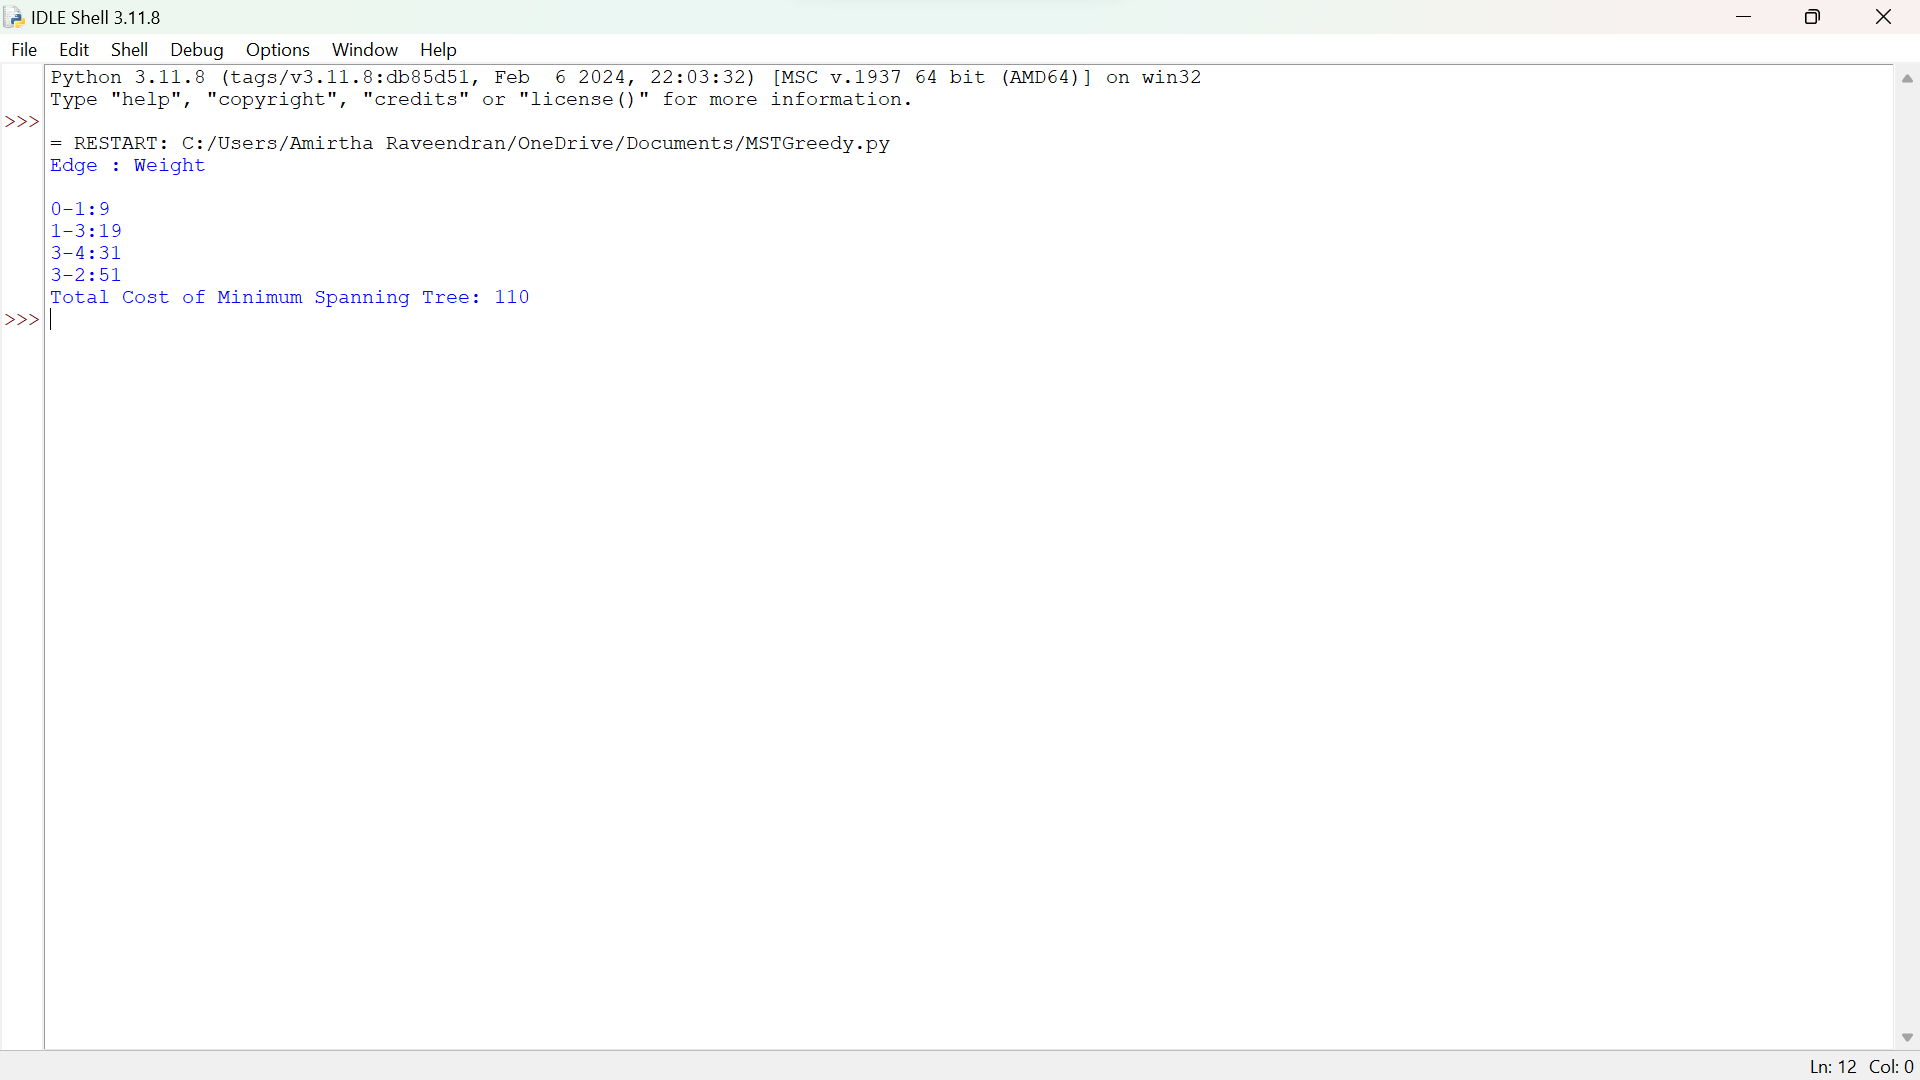 IDLE Shell 3.11.8
File Edit Shell Debug Options Window Help
Python 3.11.8 (tags/v3.11.8:db85d51, Feb  6 2024, 22:03:32) [MSC v.1937 64 bit (AMD64)] on win32
Type "help", "copyright", "credits" or "license()" for more information.
>>>
= RESTART: C:/Users/Amirtha Raveendran/OneDrive/Documents/MSTGreedy.py
Edge : Weight
0-1:9
1-3:19
3-4:31
3-2:51
Total Cost of Minimum Spanning Tree: 110
>>>
Ln: 12 Col: 0